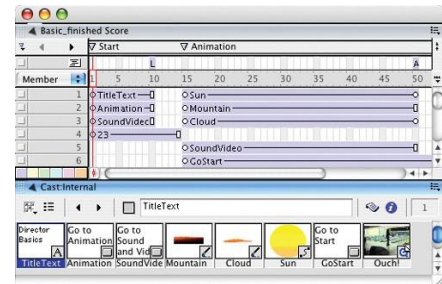 Basic_finished Score
Start Animation
L A
Member 1 5 10 15 20 25 30 35 40 45 50
1 TitleText Sun
2 Animation Mountain
3 SoundVideo Cloud
4 23
5 SoundVideo
6 GoStart
Cast:Internal
TitleText 1
Director Basics
Go to Animation
Go to Sound and Vid
Go to Start
TitleText Animation SoundVide Mountain Cloud Sun GoStart Ouch!